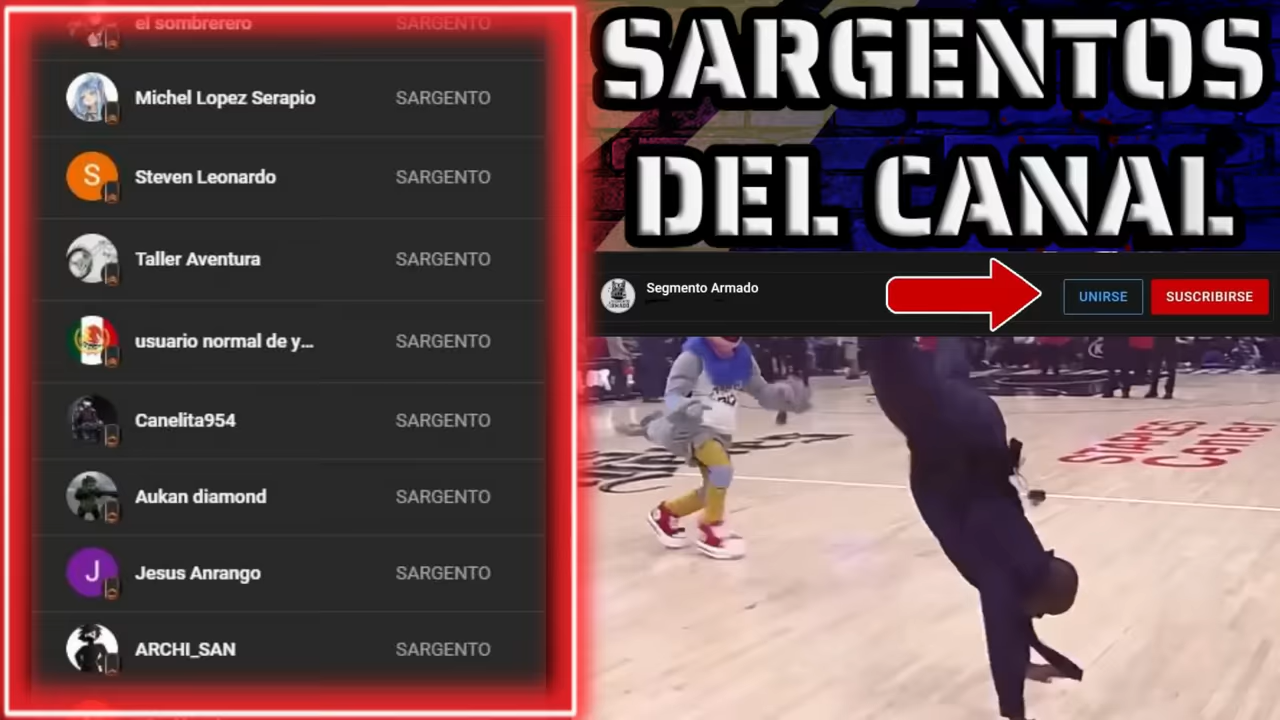 el sombrerero
Michel Lopez Serapio SARGENTO
Steven Leonardo SARGENTO
S
Taller Aventura SARGENTO
usuario normal de y... SARGENTO
Canelita954 SARGENTO
Aukan diamond SARGENTO
J
Jesus Anrango SARGENTO
ARCHI_SAN SARGENTO
SARGENTOS
DEL CANAL
Segmento Armado
UNIRSE
SUSCRIBIRSE
STAPLES
Center